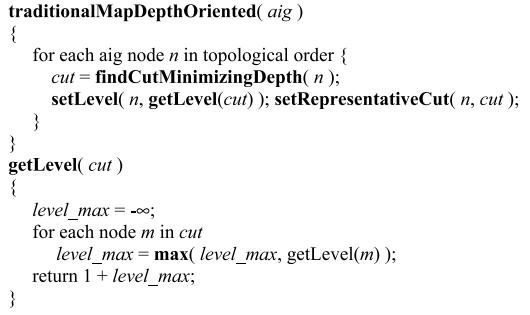 traditionalMapDepthOriented( aig )
{
for each aig node n in topological order {
cut = findCutMinimizingDepth( n );
setLevel( n, getLevel(cut) ); setRepresentativeCut( n, cut );
}
}
getLevel( cut )
{
level_max = -∞;
for each node m in cut
level_max = max( level_max, getLevel(m) );
return 1 + level_max;
}